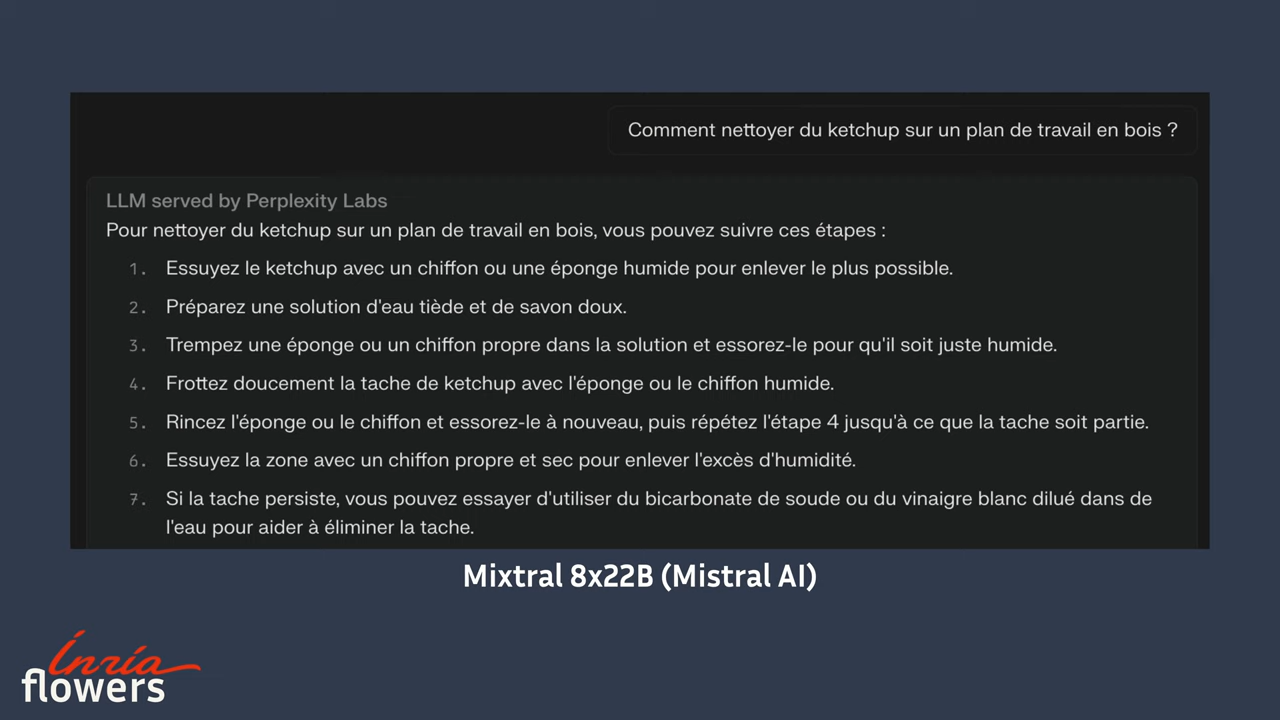 Comment nettoyer du ketchup sur un plan de travail en bois ?
LLM served by Perplexity Labs
Pour nettoyer du ketchup sur un plan de travail en bois, vous pouvez suivre ces étapes :
1. Essuyez le ketchup avec un chiffon ou une éponge humide pour enlever le plus possible.
2. Préparez une solution d'eau tiède et de savon doux.
3. Trempez une éponge ou un chiffon propre dans la solution et essorez-le pour qu'il soit juste humide.
4. Frottez doucement la tache de ketchup avec l'éponge ou le chiffon humide.
5. Rincez l'éponge ou le chiffon et essorez-le à nouveau, puis répétez l'étape 4 jusqu'à ce que la tache soit partie.
6. Essuyez la zone avec un chiffon propre et sec pour enlever l'excès d'humidité.
7. Si la tache persiste, vous pouvez essayer d'utiliser du bicarbonate de soude ou du vinaigre blanc dilué dans de
l'eau pour aider à éliminer la tache.
Mixtral 8x22B (Mistral AI)
Inria
flowers